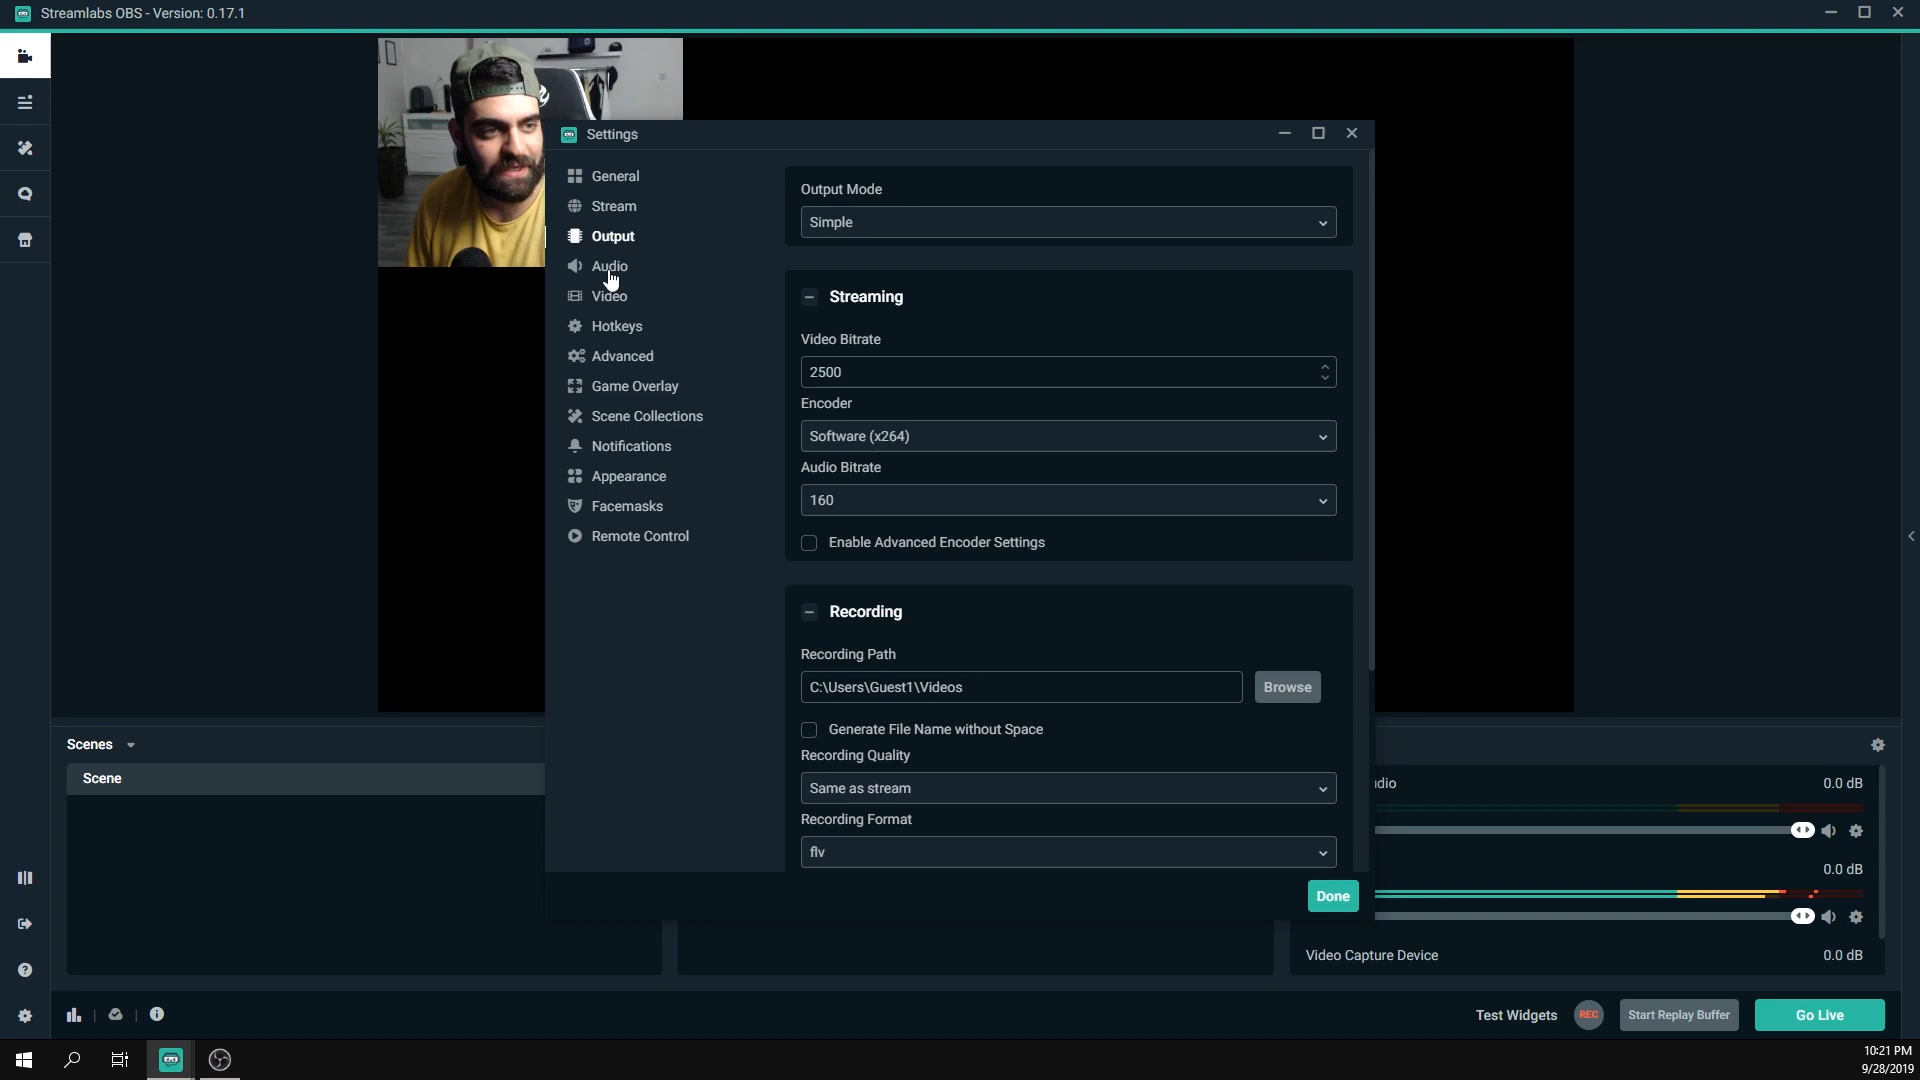 Streamlabs OBS - Version: 0.17.1
Settings
General
Stream
Output
Audio
Video
Hotkeys
Advanced
Game Overlay
Scene Collections
Notifications
Appearance
Facemasks
Remote Control
Output Mode
Simple
Streaming
Video Bitrate
2500
Encoder
Software (x264)
Audio Bitrate
160
Enable Advanced Encoder Settings
Recording
Recording Path
C:\Users\Guest1\Videos
Browse
Generate File Name without Space
Recording Quality
Same as stream
Recording Format
flv
Done
Scenes
Scene
dio
0.0 dB
0.0 dB
Video Capture Device
0.0 dB
Test Widgets
REC
Start Replay Buffer
Go Live
10:21 PM
9/28/2019